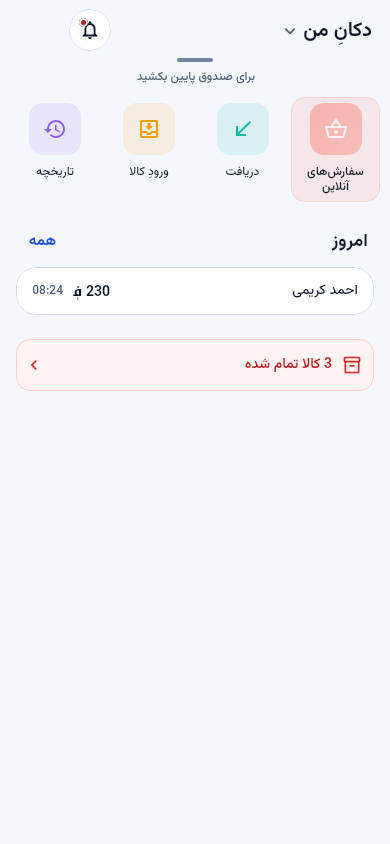 دکانِ من
برای صندوق پایین بکشید
سفارش‌های
آنلاین
دریافت
ورودِ کالا
تاریخچه
امروز
همه
احمد کریمی
230 ؋
08:24
3 کالا تمام شده